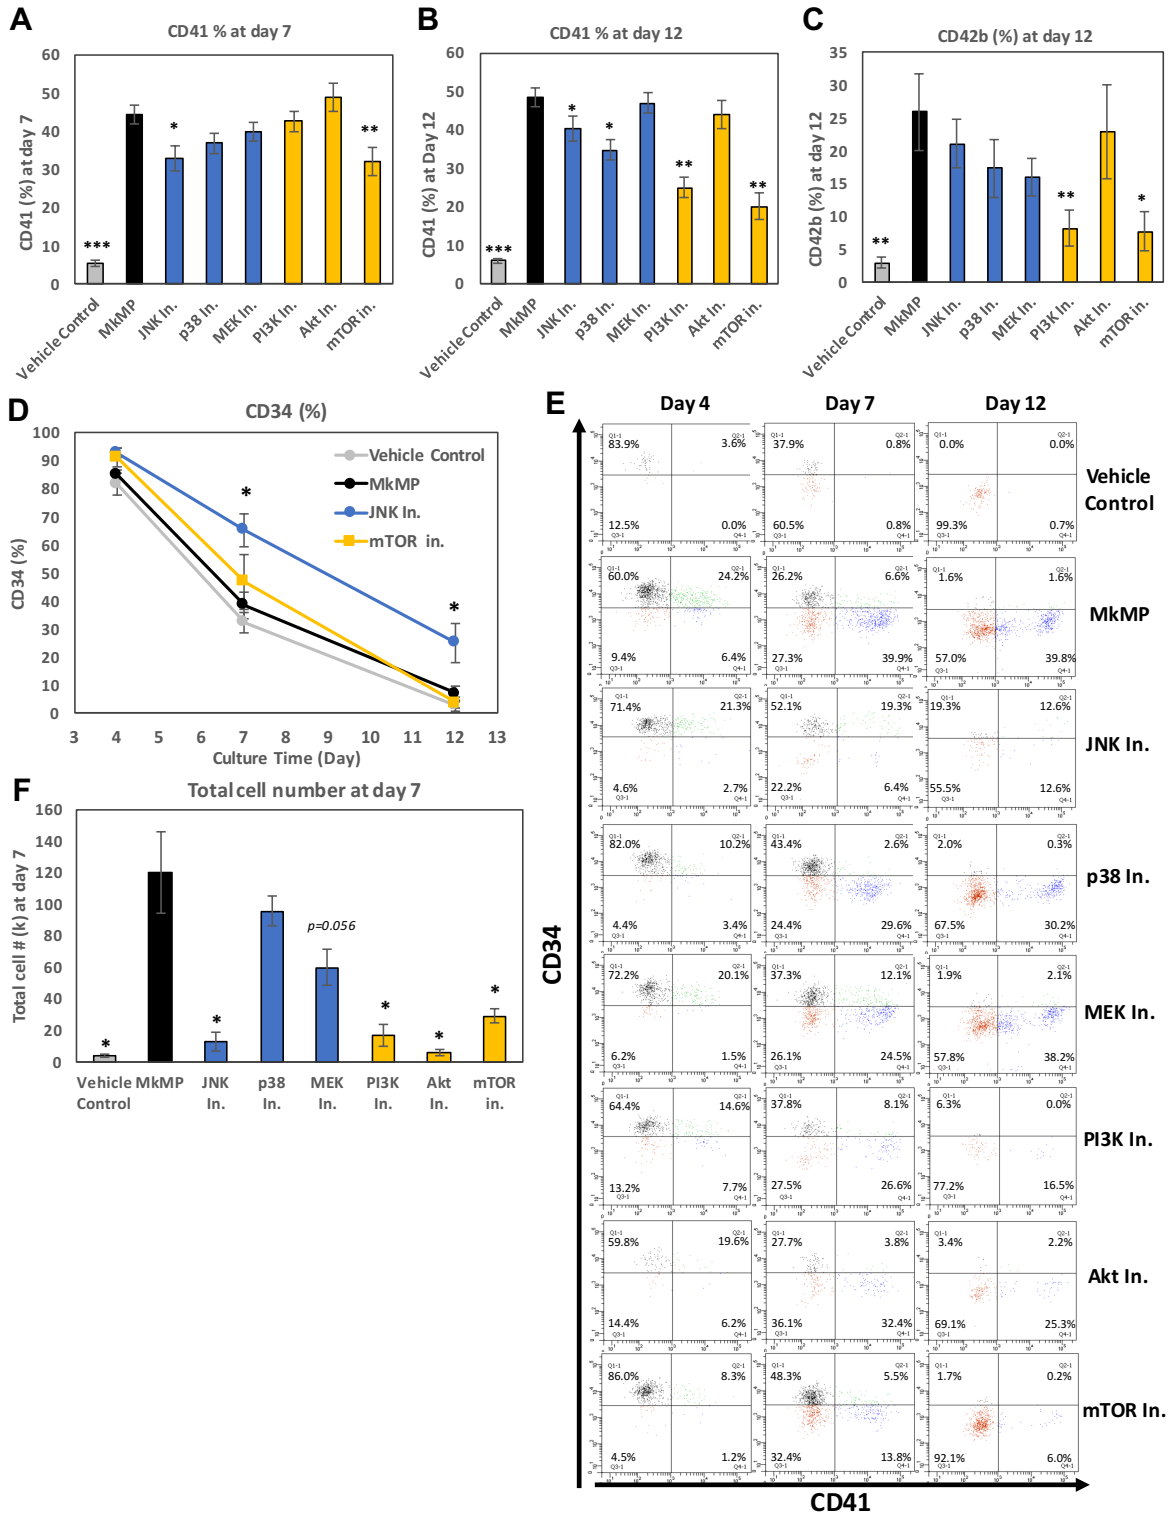 A
CD41 % at day 7
CD41 (%) at day 7
60
50
40
30
20
10
0
***
*
**
Vehicle Control
MkMP
JNK In.
p38 In.
MEK In.
PI3K In.
Akt In.
mTOR in.
B
CD41 % at day 12
CD41 (%) at Day 12
60
50
40
30
20
10
0
***
*
*
**
**
Vehicle Control
MkMP
JNK In.
p38 In.
MEK In.
PI3K In.
Akt In.
mTOR in.
C
CD42b (%) at day 12
CD42b (%) at day 12
35
30
25
20
15
10
5
0
**
**
*
Vehicle Control
MkMP
JNK In.
p38 In.
MEK In.
PI3K In.
Akt In.
mTOR in.
D
CD34 (%)
CD34 (%)
100
90
80
70
60
50
40
30
20
10
0
Vehicle Control
MkMP
JNK In.
mTOR in.
*
*
3 4 5 6 7 8 9 10 11 12 13
Culture Time (Day)
E
Day 4 Day 7 Day 12
CD34
83.9% 3.6% 37.9% 0.8% 0.0% 0.0%
Vehicle
Control
12.5% 0.0% 60.5% 0.8% 99.3% 0.7%
60.0% 24.2% 26.2% 6.6% 1.6% 1.6%
MkMP
9.4% 6.4% 27.3% 39.9% 57.0% 39.8%
71.4% 21.3% 52.1% 19.3% 19.3% 12.6%
JNK In.
4.6% 2.7% 22.2% 6.4% 55.5% 12.6%
82.0% 10.2% 43.4% 2.6% 2.0% 0.3%
p38 In.
4.4% 3.4% 24.4% 29.6% 67.5% 30.2%
72.2% 20.1% 37.3% 12.1% 1.9% 2.1%
MEK In.
6.2% 1.5% 26.1% 24.5% 57.8% 38.2%
64.4% 14.6% 37.8% 8.1% 6.3% 0.0%
PI3K In.
13.2% 7.7% 27.5% 26.6% 77.2% 16.5%
59.8% 19.6% 27.7% 3.8% 3.4% 2.2%
Akt In.
14.4% 6.2% 36.1% 32.4% 69.1% 25.3%
86.0% 8.3% 48.3% 5.5% 1.7% 0.2%
mTOR In.
4.5% 1.2% 32.4% 13.8% 92.1% 6.0%
CD41
F
Total cell number at day 7
Total cell # (k) at day 7
160
140
120
100
80
60
40
20
0
*
*
p=0.056
*
*
*
Vehicle MkMP JNK p38 MEK PI3K Akt mTOR
Control In. In. In. In. In. in.